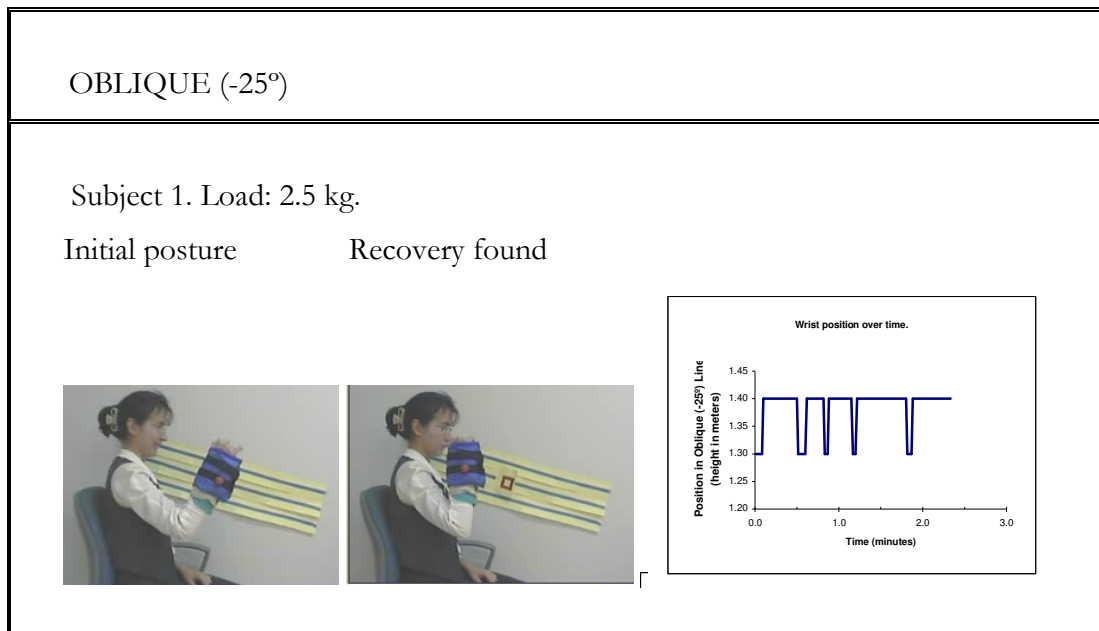 OBLIQUE (-25º)
Subject 1. Load: 2.5 kg.
Initial posture Recovery found
Wrist position over time.
Position in Oblique (-25º) Line
(height in meters)
1.45
1.40
1.35
1.30
1.25
1.20
0.0 1.0 2.0 3.0
Time (minutes)